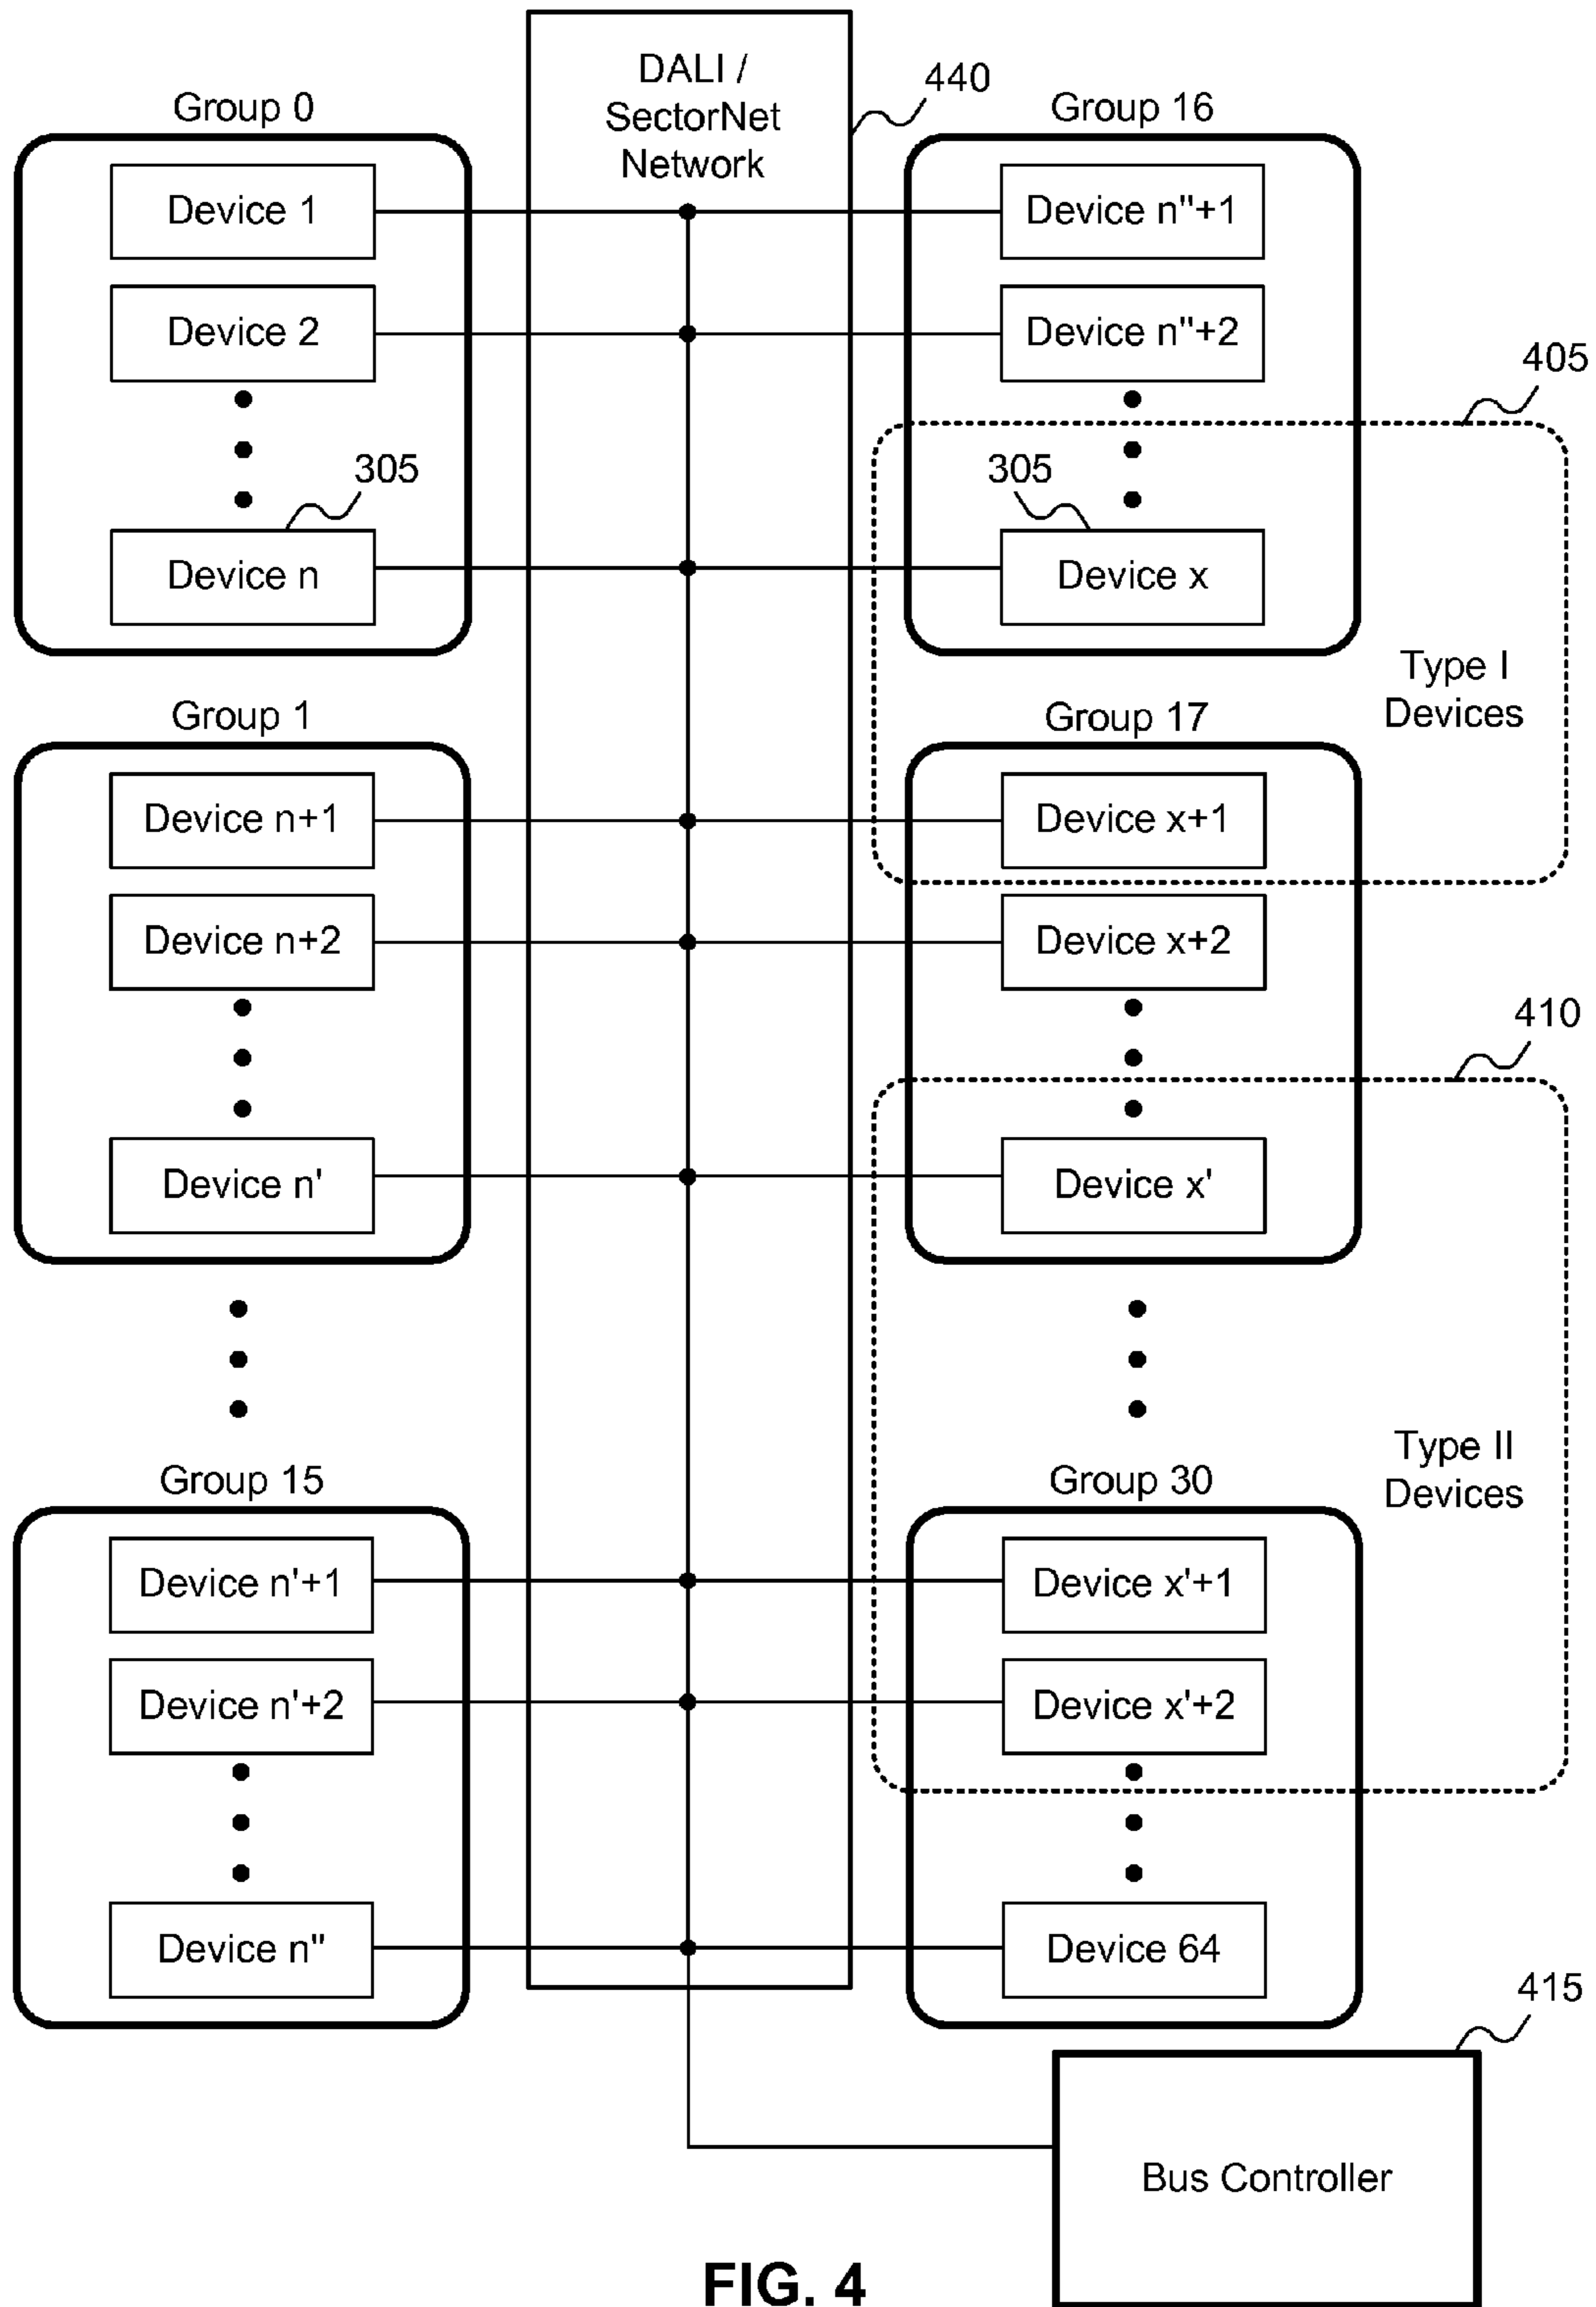 DALI /
SectorNet
Network
440
Group 0
Device 1
Device 2
305
Device n
Group 16
Device n"+1
Device n"+2
405
305
Device x
Type I
Devices
Group 1
Device n+1
Device n+2
Device n'
Group 17
Device x+1
Device x+2
410
Device x'
Type II
Devices
Group 15
Device n'+1
Device n'+2
Device n"
Group 30
Device x'+1
Device x'+2
Device 64
415
Bus Controller
FIG. 4